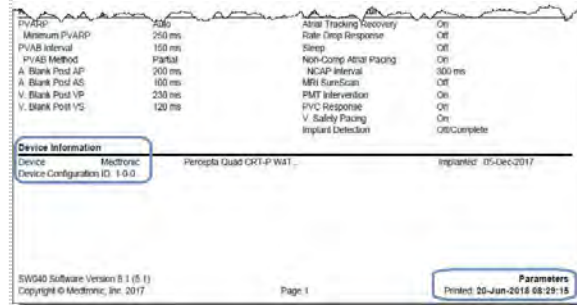 PVARP Auto Atrial Tracking Recovery On
Minimum PVARP 250 ms Rate Drop Response Off
PVAB Interval 150 ms Sleep Off
PVAB Method Partial Non-Comp Atrial Pacing On
A. Blank Post AP 200 ms NCAP Interval 300 ms
A. Blank Post AS 100 ms MRI SureScan Off
V. Blank Post VP 230 ms PMT Intervention On
V. Blank Post VS 120 ms PVC Response On
V. Safety Pacing On
Implant Detection Off/Complete
Device Information
Device Medtronic Percepta Quad CRT-P W4T... Implanted: 05-Dec-2017
Device Configuration ID: 1-0-0
SW040 Software Version 8.1 (8.1) Parameters
Copyright © Medtronic, Inc. 2017 Page 1 Printed: 20-Jun-2018 08:29:15